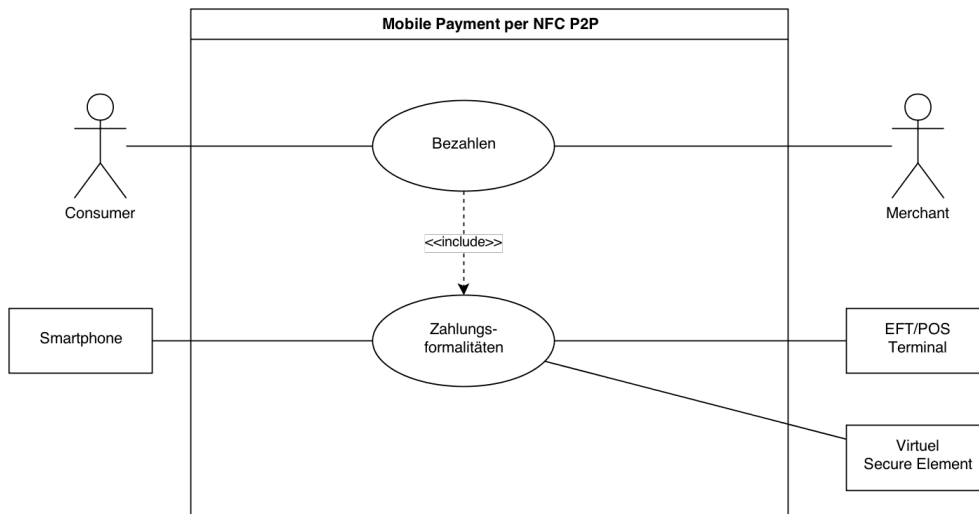 Mobile Payment per NFC P2P
Bezahlen
Consumer
Merchant
<<include>>
Smartphone
Zahlungs-
formalitäten
EFT/POS
Terminal
Virtuel
Secure Element